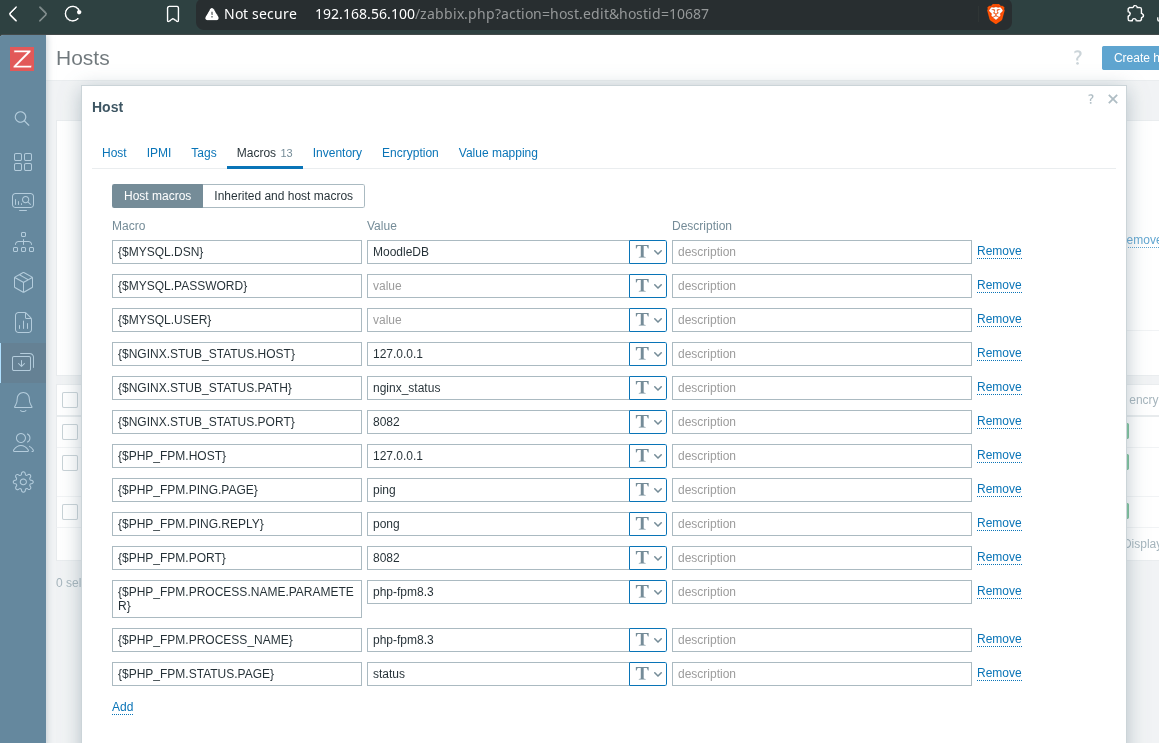 Not secure 192.168.56.100/zabbix.php?action=host.edit&hostid=10687
Z
Hosts
?
Create h
Host
?
Host IPMI Tags Macros 13 Inventory Encryption Value mapping
Host macros Inherited and host macros
Macro Value Description
{$MYSQL.DSN} MoodleDB T description Remove
{$MYSQL.PASSWORD} value T description Remove
{$MYSQL.USER} value T description Remove
{$NGINX.STUB_STATUS.HOST} 127.0.0.1 T description Remove
{$NGINX.STUB_STATUS.PATH} nginx_status T description Remove
{$NGINX.STUB_STATUS.PORT} 8082 T description Remove
{$PHP_FPM.HOST} 127.0.0.1 T description Remove
{$PHP_FPM.PING.PAGE} ping T description Remove
{$PHP_FPM.PING.REPLY} pong T description Remove
{$PHP_FPM.PORT} 8082 T description Remove
{$PHP_FPM.PROCESS.NAME.PARAMETE php-fpm8.3 T description Remove
R}
{$PHP_FPM.PROCESS_NAME} php-fpm8.3 T description Remove
{$PHP_FPM.STATUS.PAGE} status T description Remove
Add
emove
encry
Display
0 sel